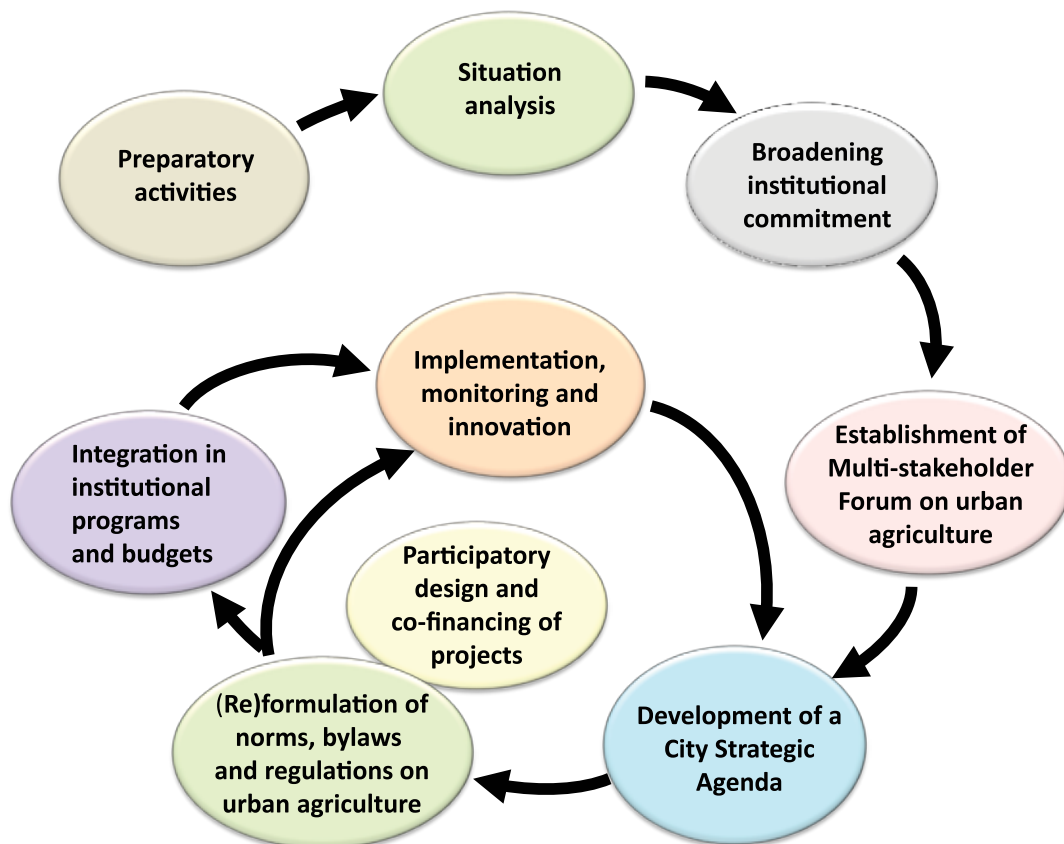 Preparatory
activities
Situation
analysis
Broadening
institutional
commitment
Establishment of
Multi-stakeholder
Forum on urban
agriculture
Development of a
City Strategic
Agenda
(Re)formulation of
norms, bylaws
and regulations on
urban agriculture
Participatory
design and
co-financing of
projects
Integration in
institutional
programs
and budgets
Implementation,
monitoring and
innovation